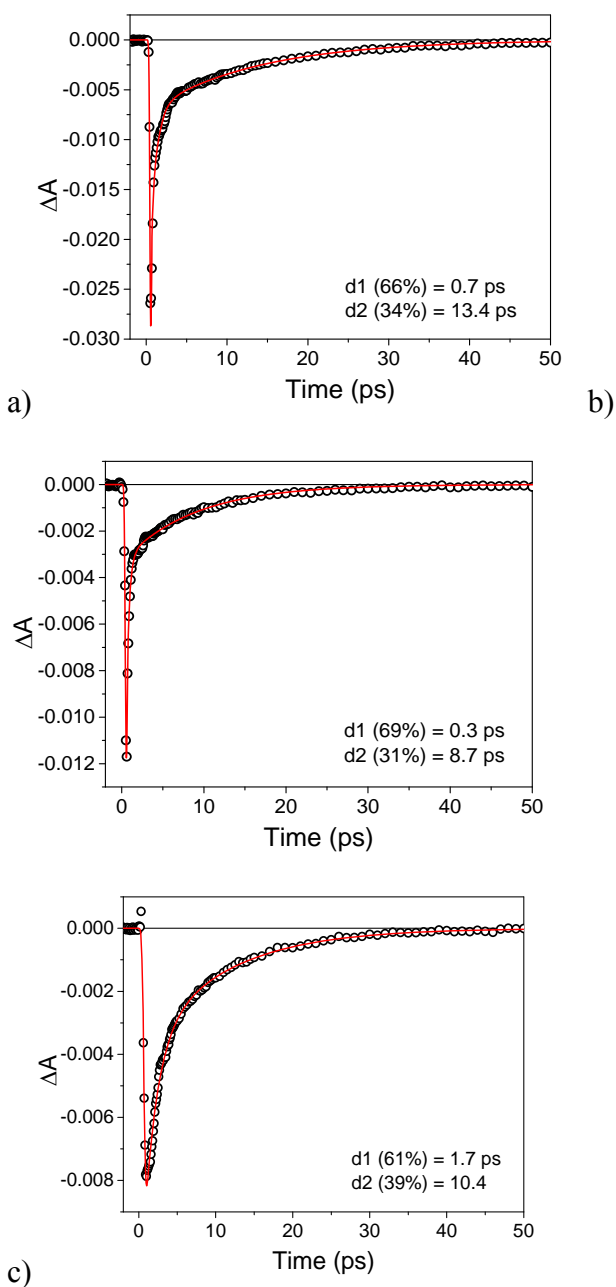 0.000
-0.005
-0.010
-0.015
-0.020
-0.025
-0.030
ΔA
d1 (66%) = 0.7 ps
d2 (34%) = 13.4 ps
0 10 20 30 40 50
Time (ps)
a) b)
0.000
-0.002
-0.004
-0.006
-0.008
-0.010
-0.012
ΔA
d1 (69%) = 0.3 ps
d2 (31%) = 8.7 ps
0 10 20 30 40 50
Time (ps)
0.000
-0.002
-0.004
-0.006
-0.008
ΔA
d1 (61%) = 1.7 ps
d2 (39%) = 10.4
0 10 20 30 40 50
Time (ps)
c)